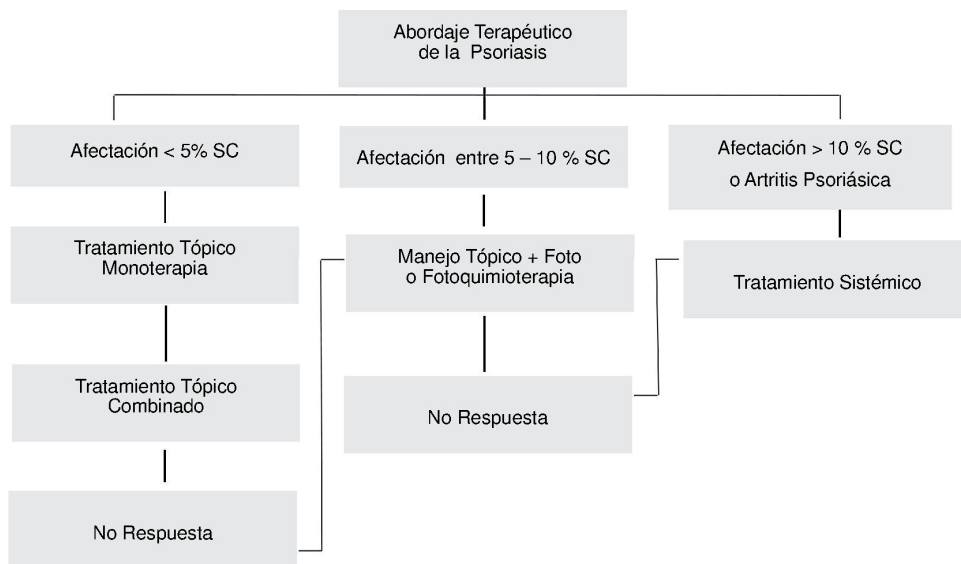 Abordaje Terapéutico
de la Psoriasis
Afectación < 5% SC
Afectación entre 5 – 10 % SC
Afectación > 10 % SC
o Artritis Psoriásica
Tratamiento Tópico
Monoterapia
Manejo Tópico + Foto
o Fotoquimioterapia
Tratamiento Sistémico
Tratamiento Tópico
Combinado
No Respuesta
No Respuesta